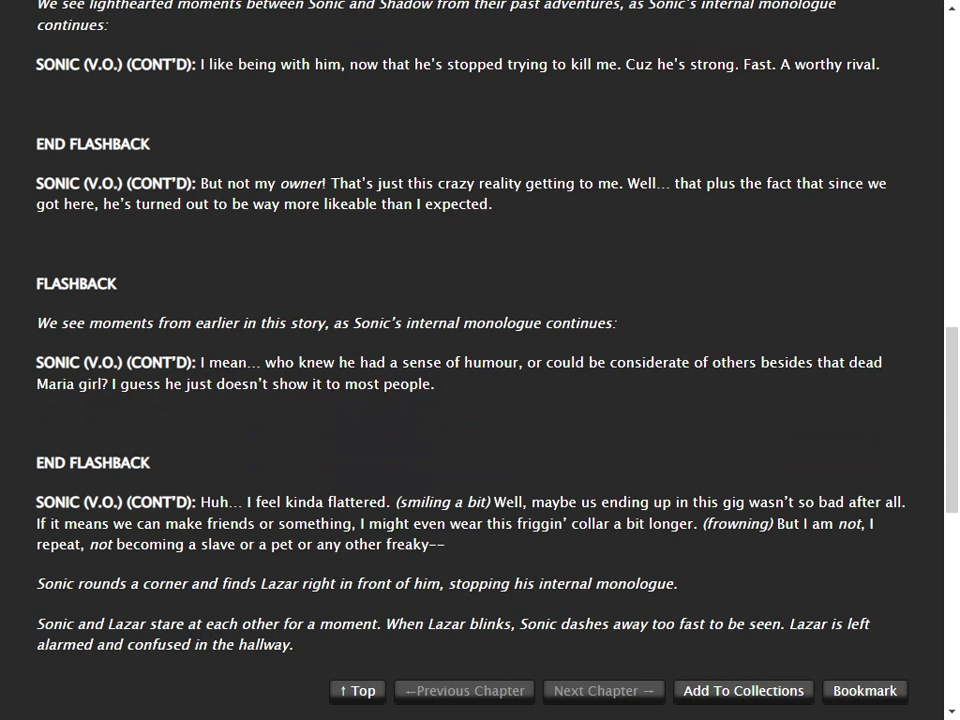 We see lighthearted moments between Sonic and Shadow from their past adventures, as Sonic's internal monologue
continues:
SONIC (V.O.) (CONT'D): I like being with him, now that he's stopped trying to kill me. Cuz he's strong. Fast. A worthy rival.
END FLASHBACK
SONIC (V.O.) (CONT'D): But not my owner! That's just this crazy reality getting to me. Well… that plus the fact that since we
got here, he's turned out to be way more likeable than I expected.
FLASHBACK
We see moments from earlier in this story, as Sonic's internal monologue continues:
SONIC (V.O.) (CONT'D): I mean… who knew he had a sense of humour, or could be considerate of others besides that dead
Maria girl? I guess he just doesn't show it to most people.
END FLASHBACK
SONIC (V.O.) (CONT'D): Huh… I feel kinda flattered. (smiling a bit) Well, maybe us ending up in this gig wasn't so bad after all.
If it means we can make friends or something, I might even wear this friggin' collar a bit longer. (frowning) But I am not, I
repeat, not becoming a slave or a pet or any other freaky--
Sonic rounds a corner and finds Lazar right in front of him, stopping his internal monologue.
Sonic and Lazar stare at each other for a moment. When Lazar blinks, Sonic dashes away too fast to be seen. Lazar is left
alarmed and confused in the hallway.
↑ Top ←Previous Chapter Next Chapter → Add To Collections Bookmark